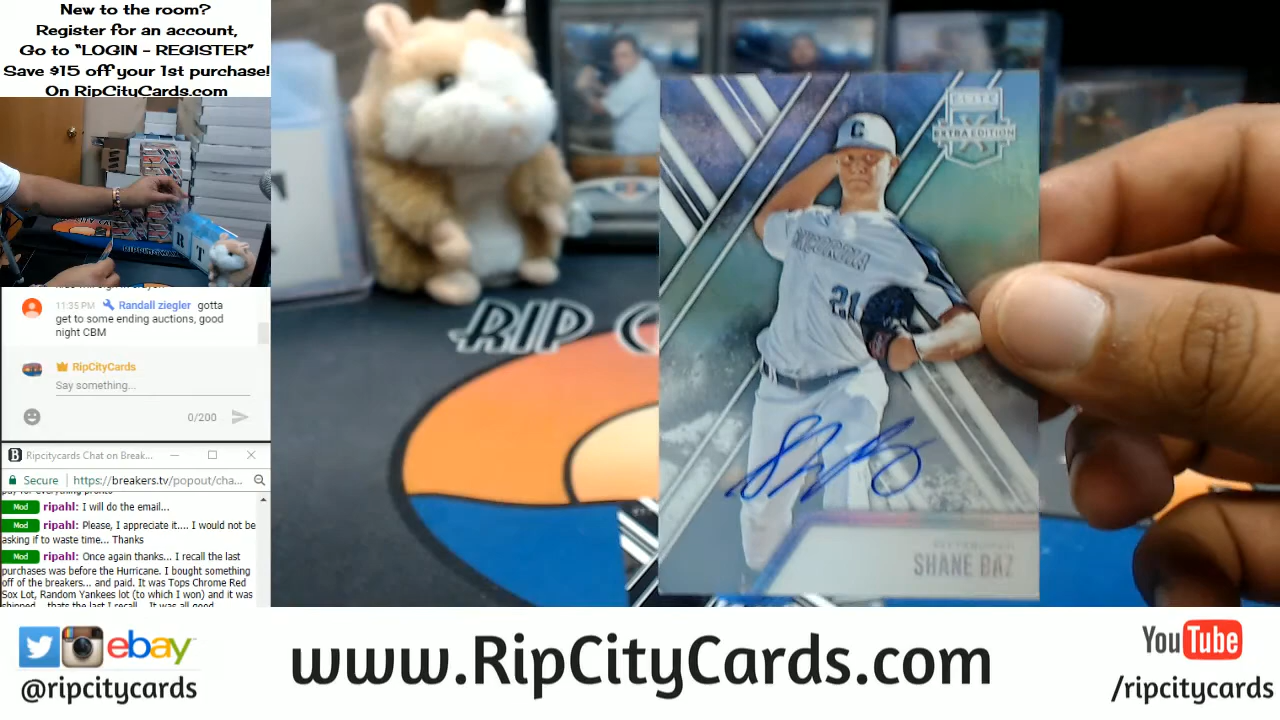 New to the room?
Register for an account,
Go to "LOGIN - REGISTER"
Save $15 off your 1st purchase!
On RipCityCards.com
11:35 PM Randall ziegler gotta
get to some ending auctions, good
night CBM
RipCityCards
Say something...
0/200
Ripcitycards Chat on Break...
Secure https://breakers.tv/popout/cha...
Mod ripahl: I will do the email...
Mod ripahl: Please, I appreciate it.... I would not be
asking if to waste time... Thanks
Mod ripahl: Once again thanks... I recall the last
purchases was before the Hurricane. I bought something
off of the breakers... and paid. It was Tops Chrome Red
Sox Lot, Random Yankees lot (to which I won) and it was
RIP C
ELITE
EXTRA EDITION
C
21
SHANE BAZ
@ripcitycards
ebay
www.RipCityCards.com
YouTube
/ripcitycards